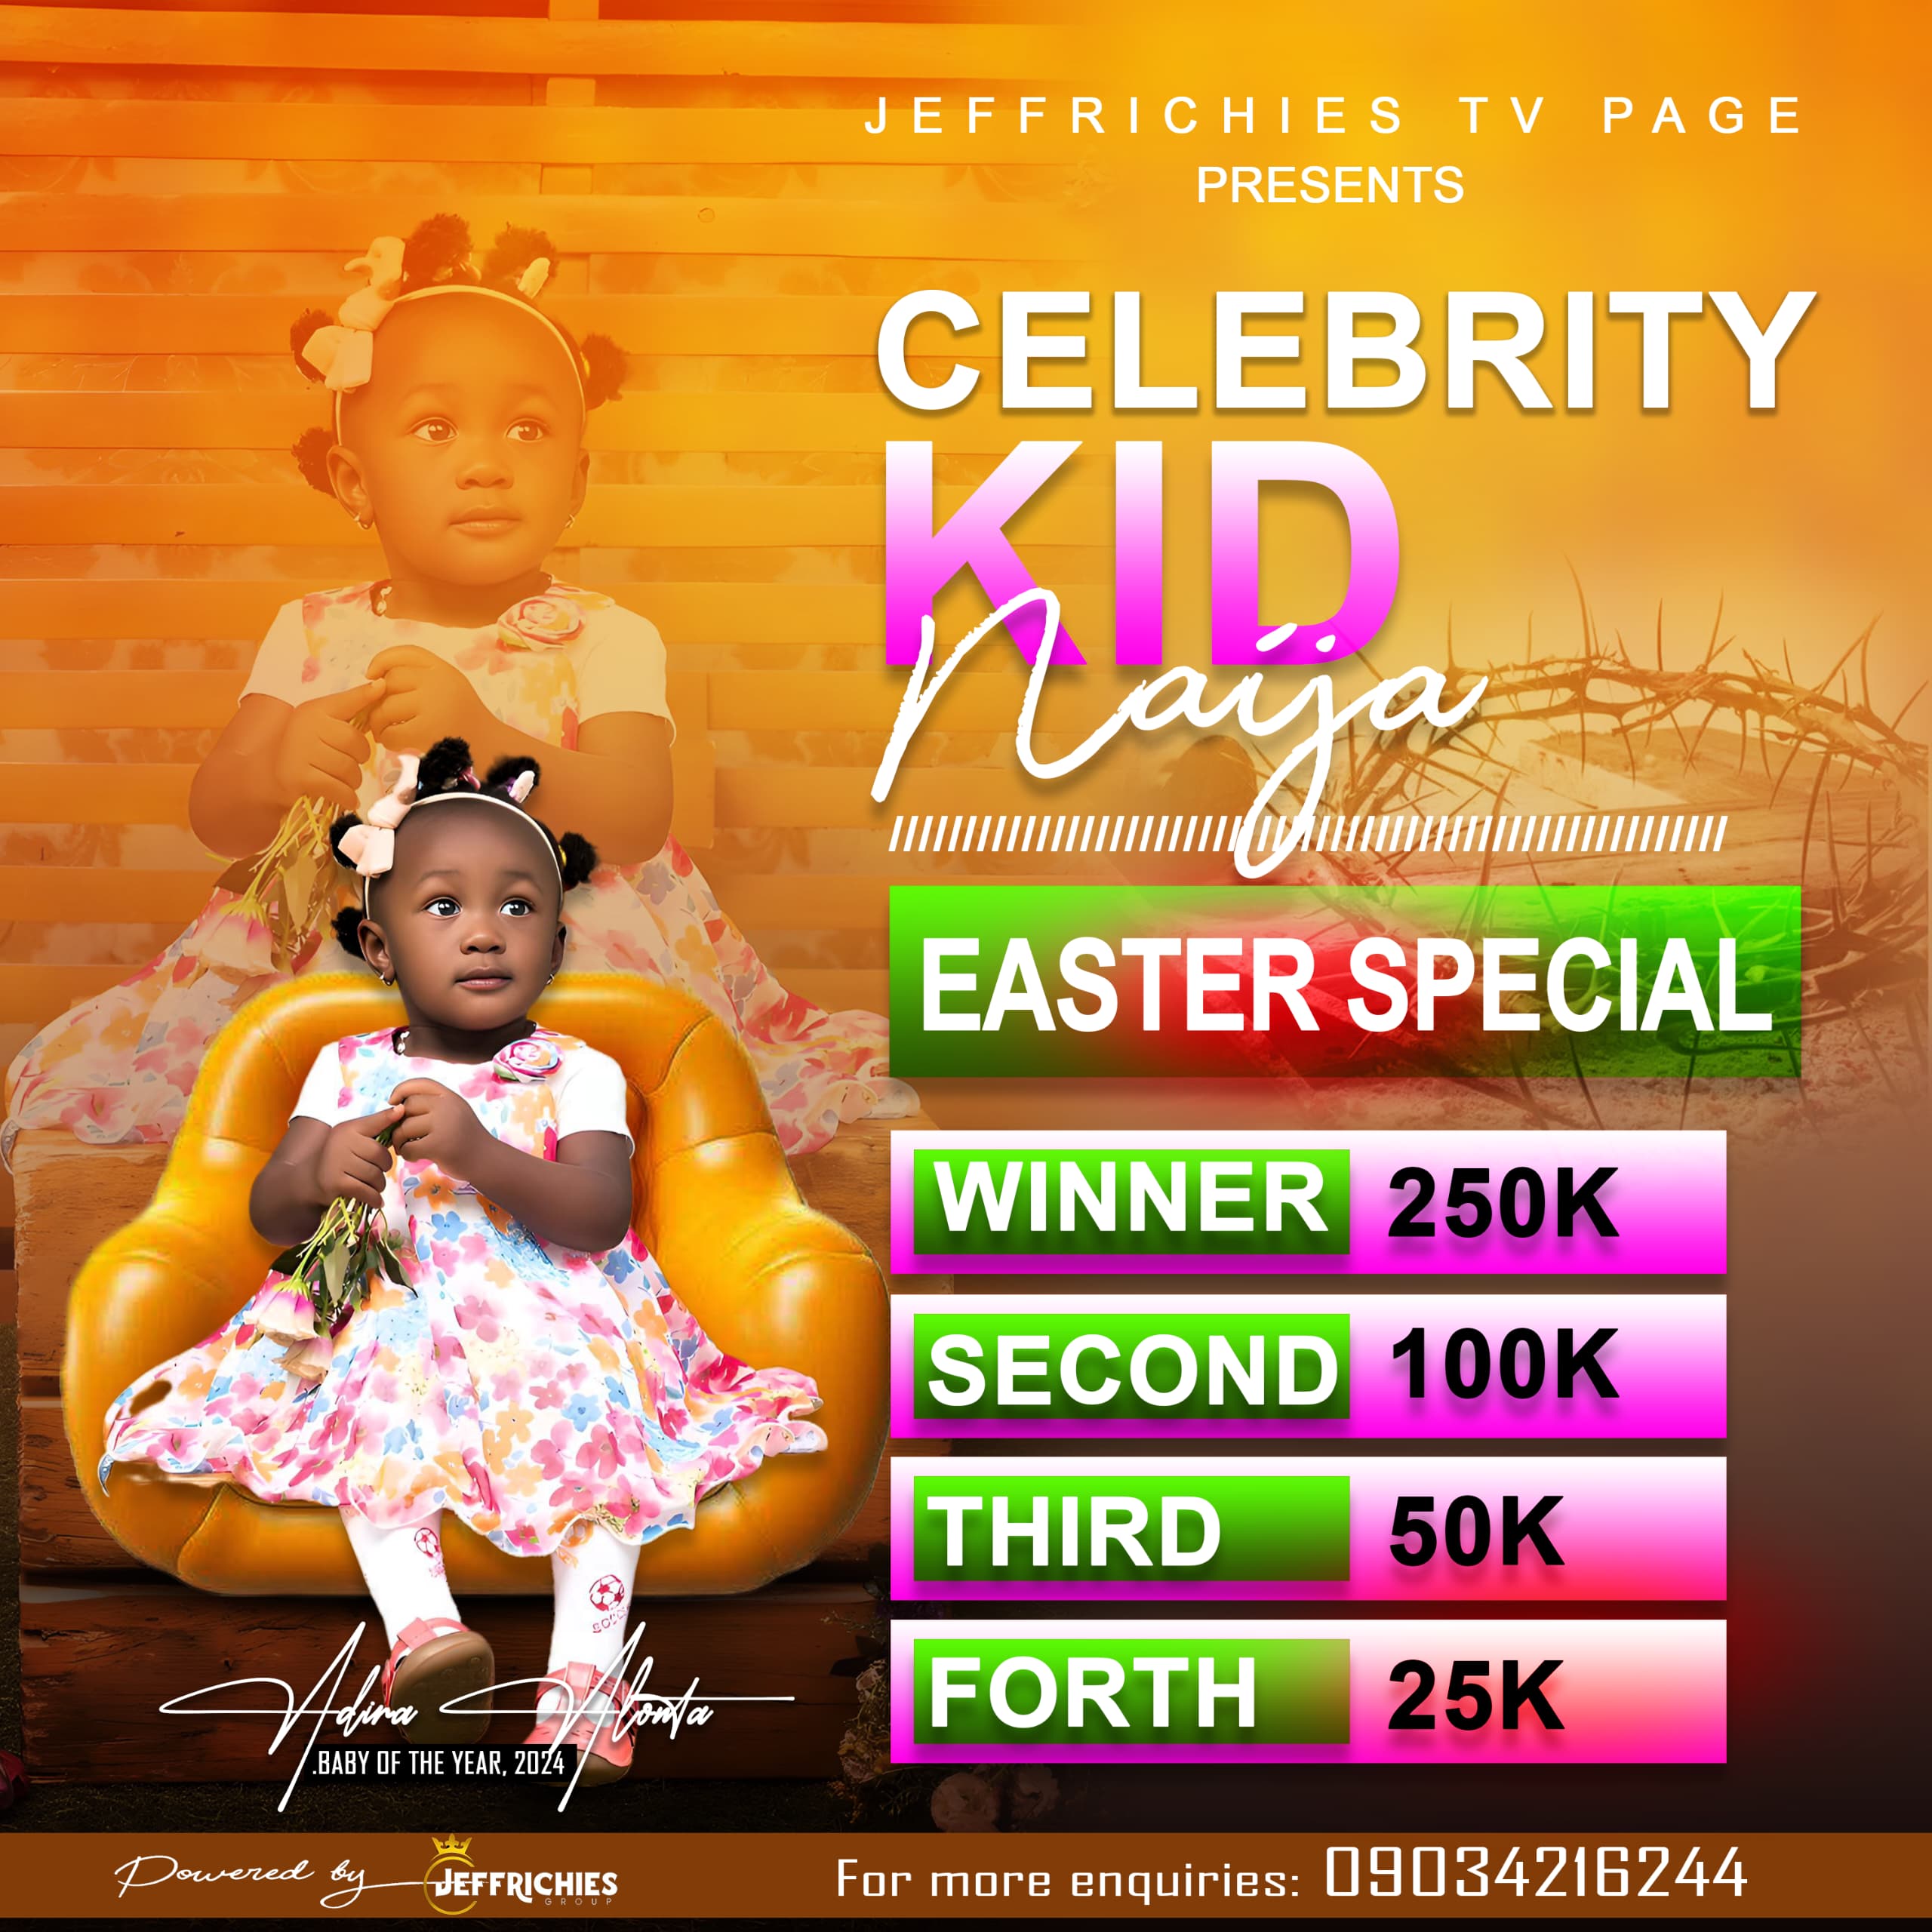 JEFFRICHIES TV PAGE
PRESENTS
CELEBRITY
KID
Naija
EASTER SPECIAL
WINNER 250K
SECOND 100K
THIRD 50K
FORTH 25K
Adira Alonta
.BABY OF THE YEAR, 2024
Powered by JEFFRICHIES
GROUP
For more enquiries: 09034216244